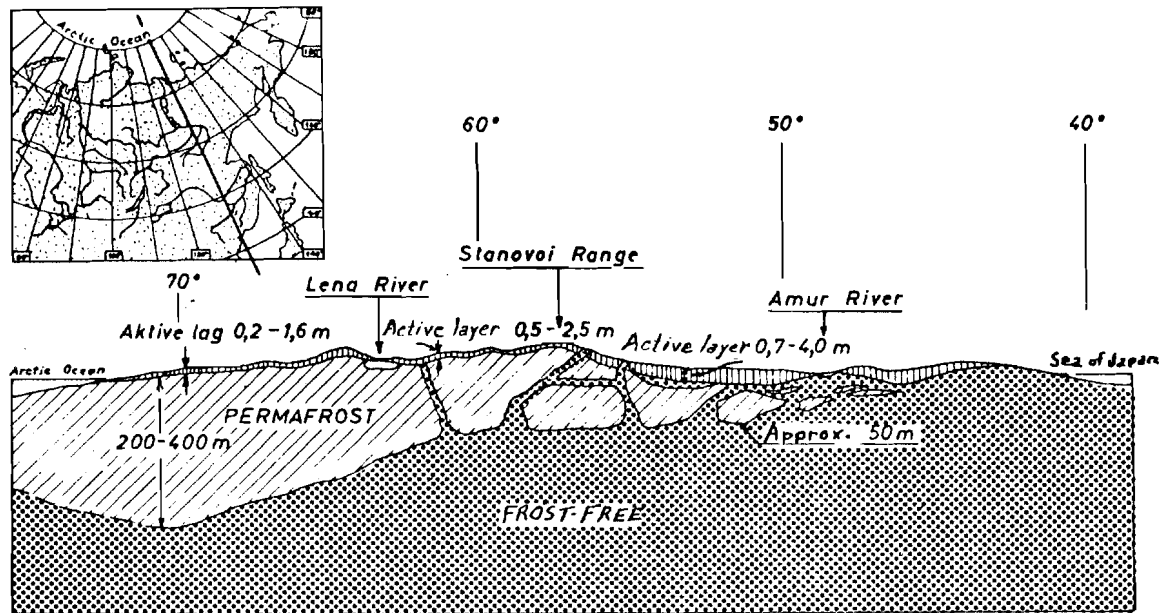 Arctic Ocean
60°
50°
40°
70°
Stanovoi Range
Lena River
Amur River
Aktive lag 0,2-1,6 m
Active layer 0,5-2,5 m
Active layer 0,7-4,0 m
Arctic Ocean
Sea of Japan
PERMAFROST
200-400 m
Approx. 50 m
FROST-FREE